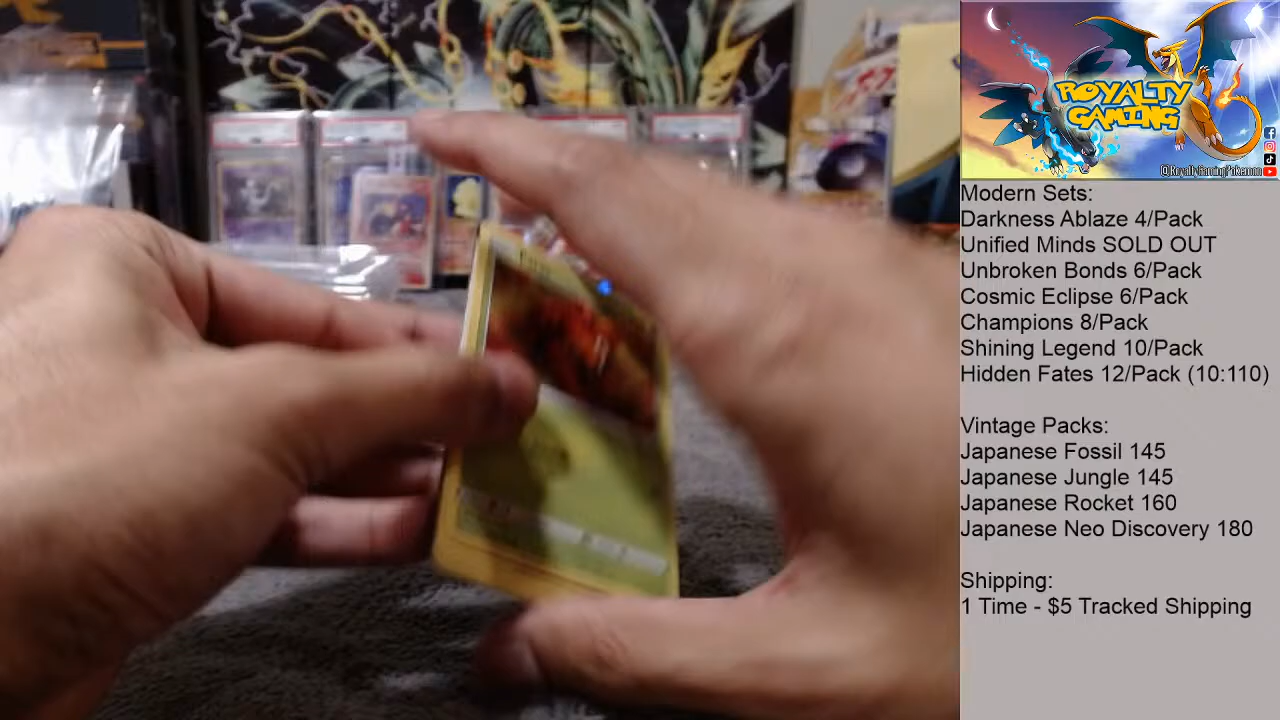 ROYALTY
GAMING
@RoyaltyGamingPokemon
Modern Sets:
Darkness Ablaze 4/Pack
Unified Minds SOLD OUT
Unbroken Bonds 6/Pack
Cosmic Eclipse 6/Pack
Champions 8/Pack
Shining Legend 10/Pack
Hidden Fates 12/Pack (10:110)
Vintage Packs:
Japanese Fossil 145
Japanese Jungle 145
Japanese Rocket 160
Japanese Neo Discovery 180
Shipping:
1 Time - $5 Tracked Shipping